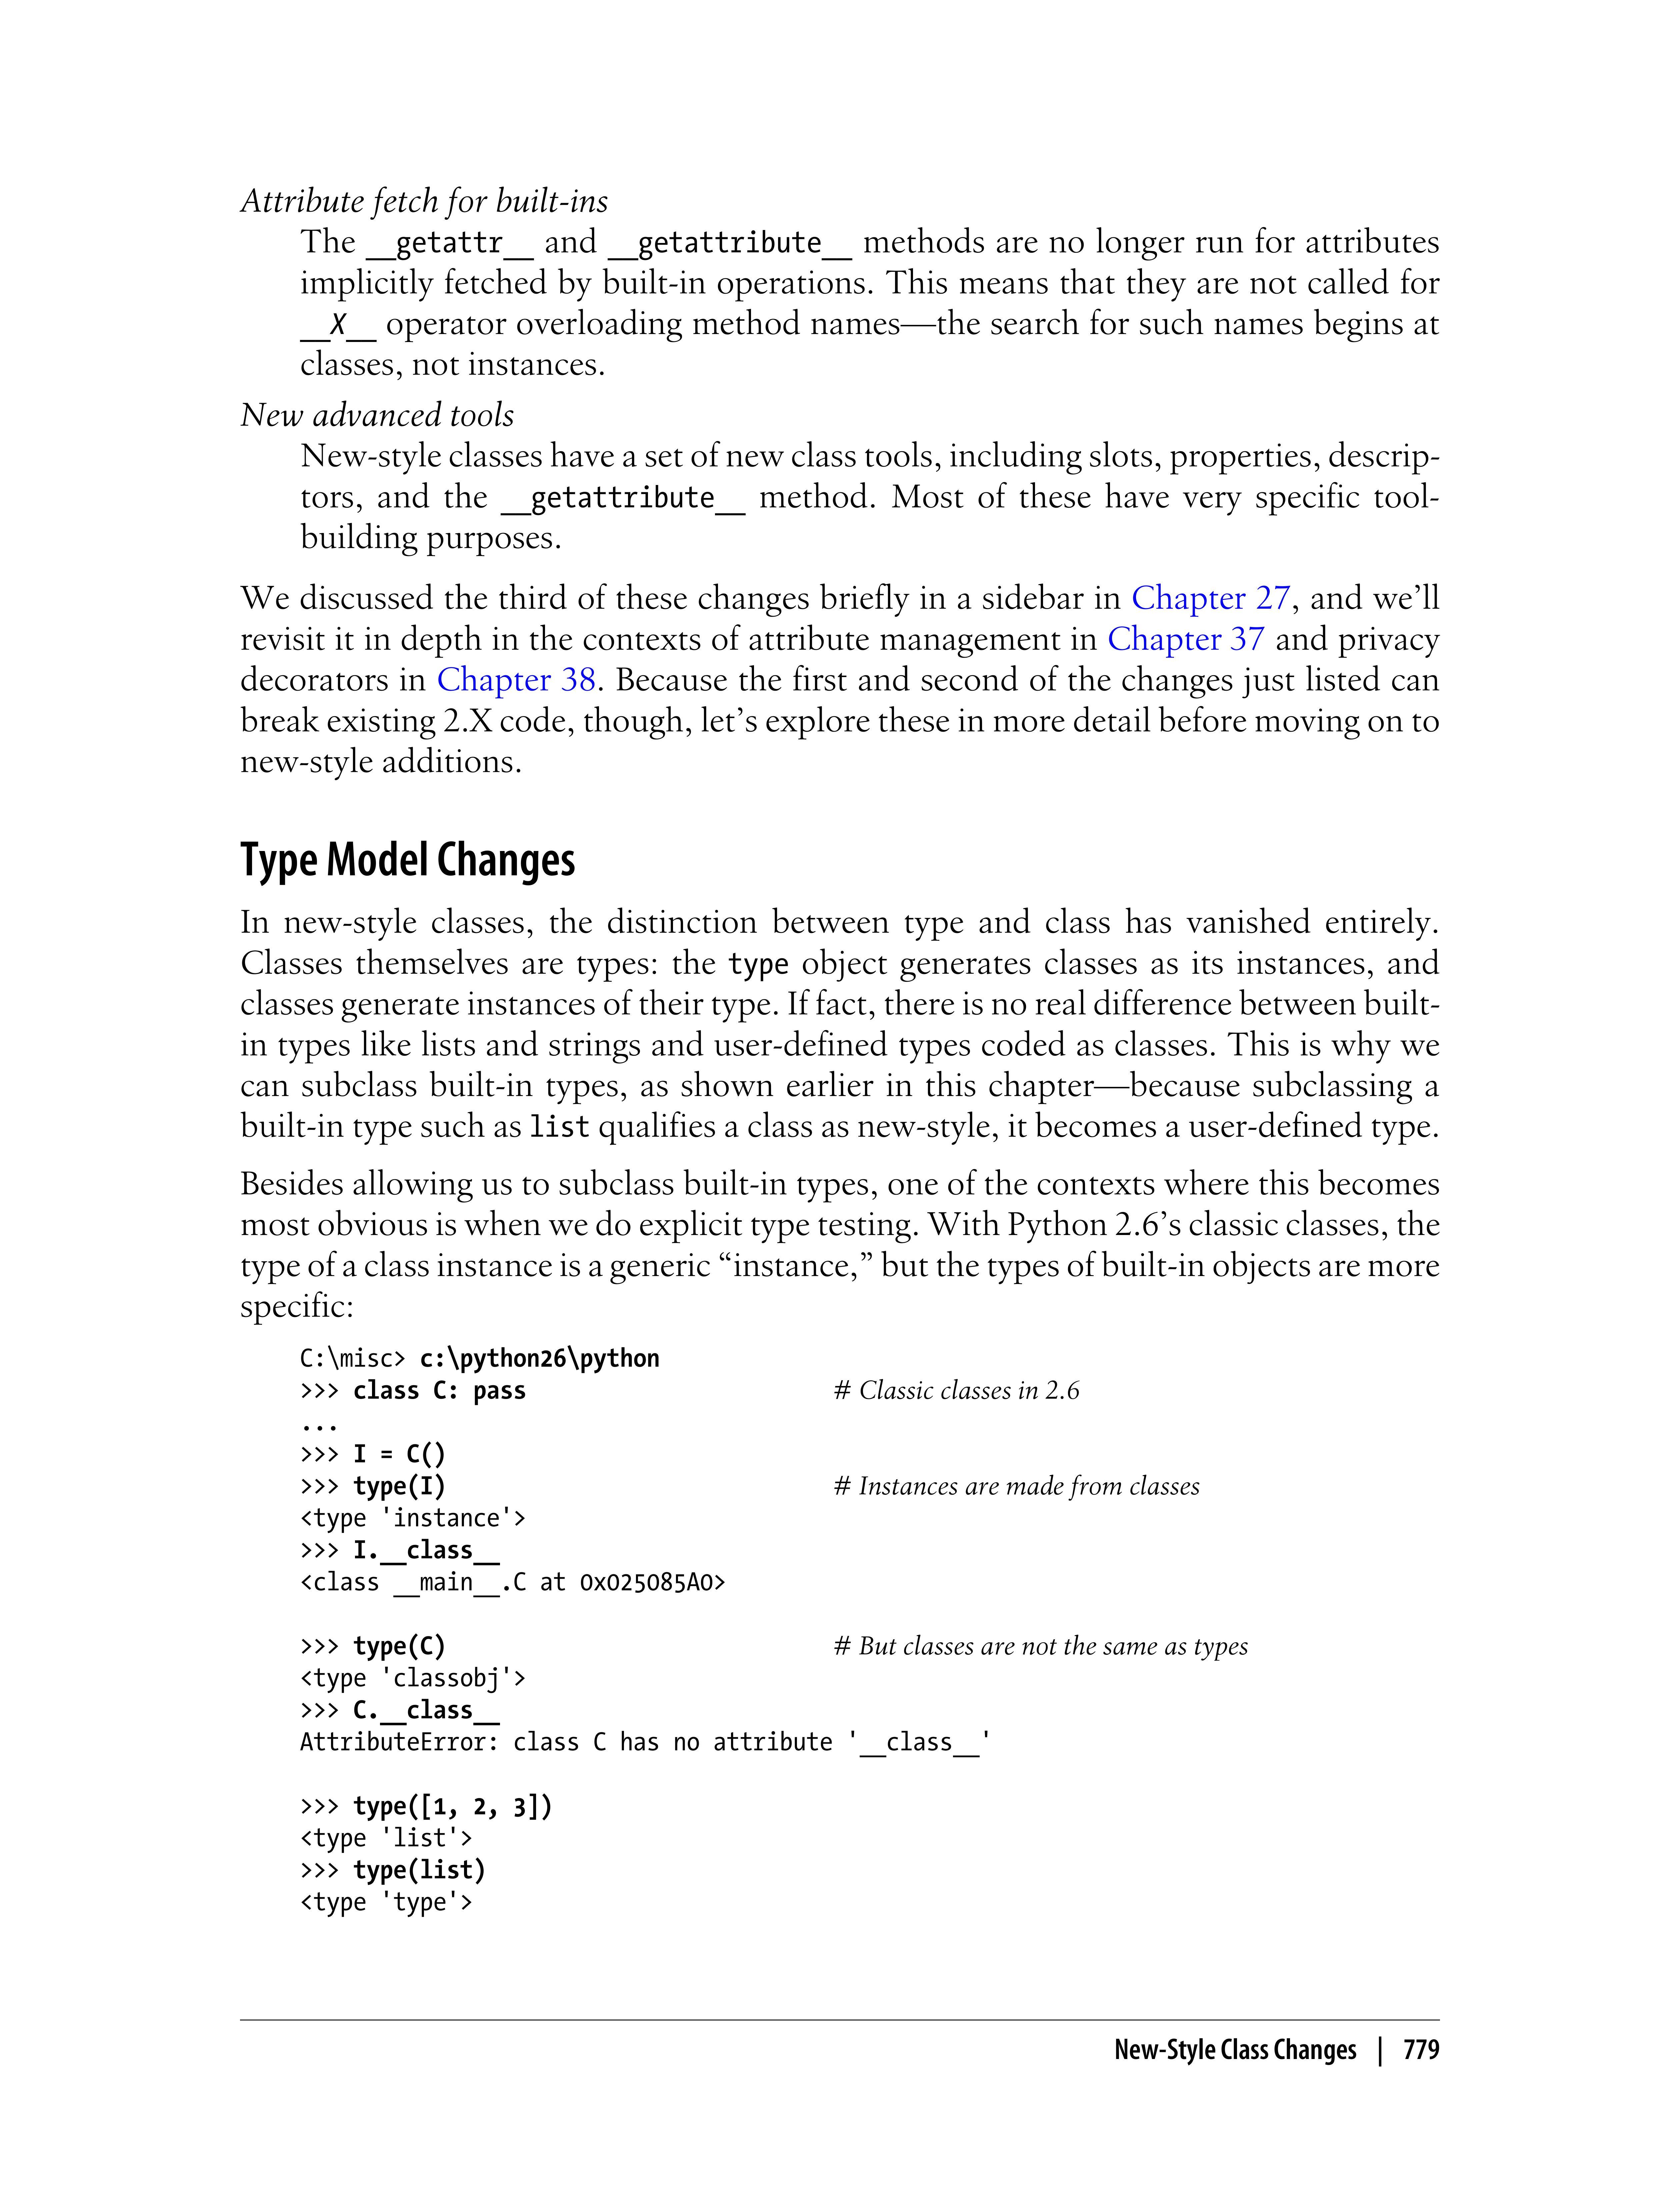 Attribute fetch for built-ins
The __getattr__ and __getattribute__ methods are no longer run for attributes
implicitly fetched by built-in operations. This means that they are not called for
__X__ operator overloading method names—the search for such names begins at
classes, not instances.
New advanced tools
New-style classes have a set of new class tools, including slots, properties, descrip-
tors, and the __getattribute__ method. Most of these have very specific tool-
building purposes.
We discussed the third of these changes briefly in a sidebar in Chapter 27, and we’ll
revisit it in depth in the contexts of attribute management in Chapter 37 and privacy
decorators in Chapter 38. Because the first and second of the changes just listed can
break existing 2.X code, though, let’s explore these in more detail before moving on to
new-style additions.
Type Model Changes
In new-style classes, the distinction between type and class has vanished entirely.
Classes themselves are types: the type object generates classes as its instances, and
classes generate instances of their type. If fact, there is no real difference between built-
in types like lists and strings and user-defined types coded as classes. This is why we
can subclass built-in types, as shown earlier in this chapter—because subclassing a
built-in type such as list qualifies a class as new-style, it becomes a user-defined type.
Besides allowing us to subclass built-in types, one of the contexts where this becomes
most obvious is when we do explicit type testing. With Python 2.6’s classic classes, the
type of a class instance is a generic “instance,” but the types of built-in objects are more
specific:
C:\misc> c:\python26\python
>>> class C: pass # Classic classes in 2.6
...
>>> I = C()
>>> type(I) # Instances are made from classes
<type 'instance'>
>>> I.__class__
<class __main__.C at 0x025085A0>
>>> type(C) # But classes are not the same as types
<type 'classobj'>
>>> C.__class__
AttributeError: class C has no attribute '__class__'
>>> type([1, 2, 3])
<type 'list'>
>>> type(list)
<type 'type'>
New-Style Class Changes | 779